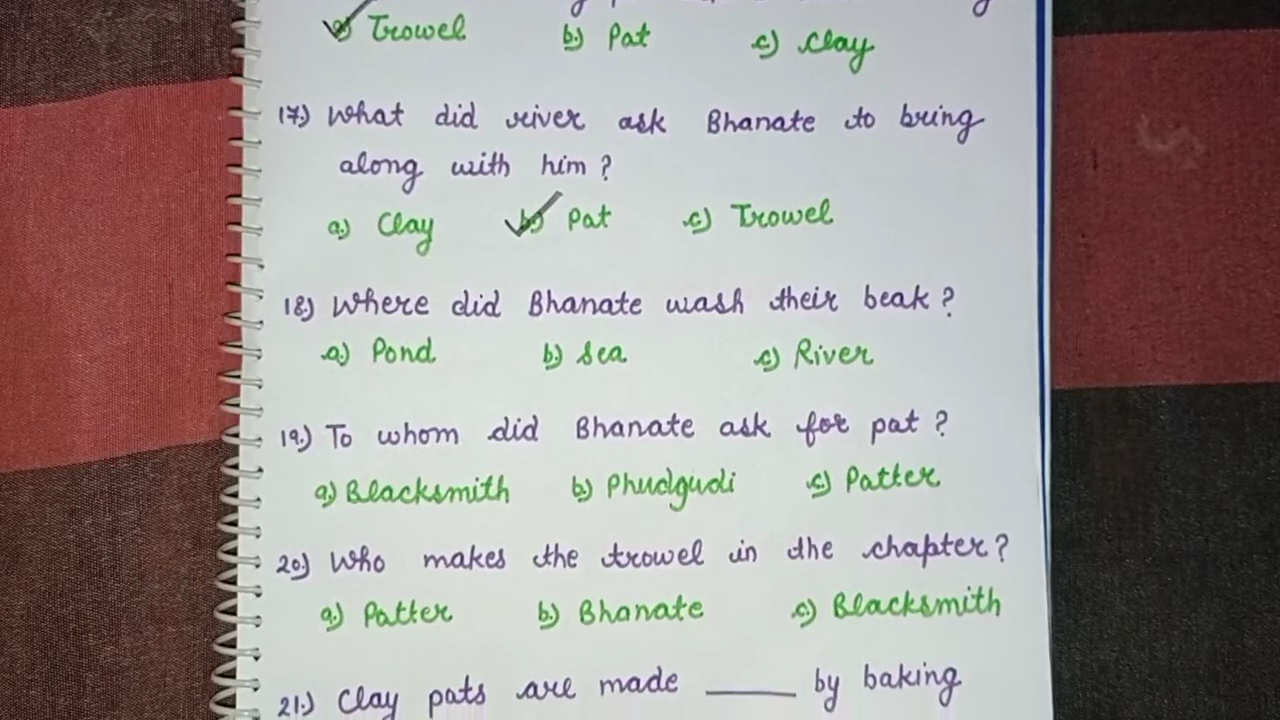 a) Trowel b) Pat c) Clay
17.) What did river ask Bhanate to bring
along with him ?
a.) Clay b) Pat c) Trowel
18.) Where did Bhanate wash their beak ?
a.) Pond b.) Sea c) River
19.) To whom did Bhanate ask for pat ?
a.) Blacksmith b.) Phudgudi c) Patter
20.) Who makes the trowel in the chapter ?
a.) Patter b.) Bhanate c.) Blacksmith
21.) Clay pats are made _____ by baking